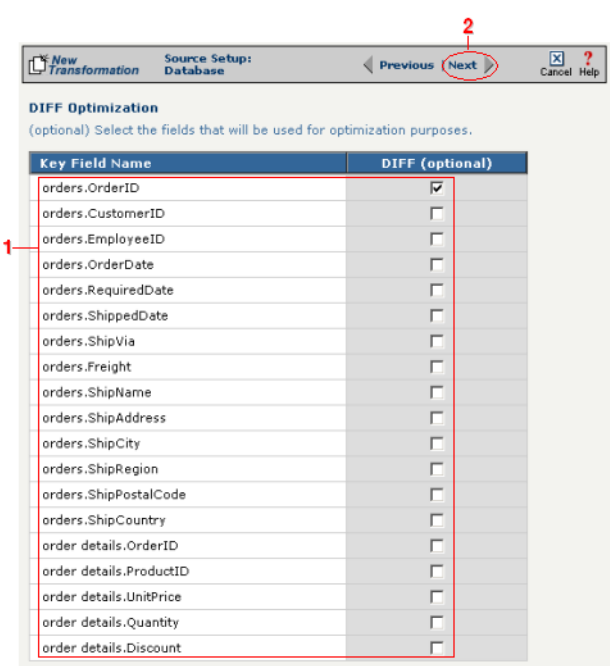 2
New Transformation Source Setup: Database Previous Next Cancel ? Help
DIFF Optimization
(optional) Select the fields that will be used for optimization purposes.
Key Field Name DIFF (optional)
orders.OrderID
orders.CustomerID
orders.EmployeeID
1
orders.OrderDate
orders.RequiredDate
orders.ShippedDate
orders.ShipVia
orders.Freight
orders.ShipName
orders.ShipAddress
orders.ShipCity
orders.ShipRegion
orders.ShipPostalCode
orders.ShipCountry
order details.OrderID
order details.ProductID
order details.UnitPrice
order details.Quantity
order details.Discount